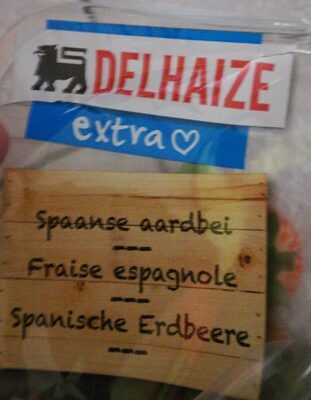 DELHAIZE
extra♡
Spaanse aardbei
---
Fraise espagnole
---
Spanische Erdbeere
---